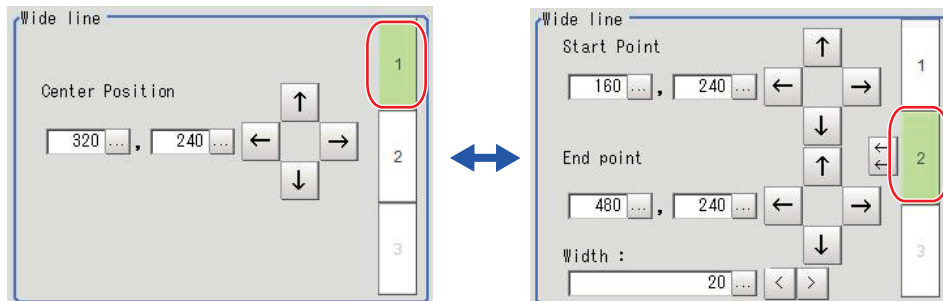 Wide line
1
Center Position
320 ... , 240 ... ← ↑ → ↓
2
3
Wide line
Start Point
1
160 ... , 240 ... ← ↑ → ↓
End point
← ←
2
480 ... , 240 ... ← ↑ → ↓
3
Width :
20 ... < >